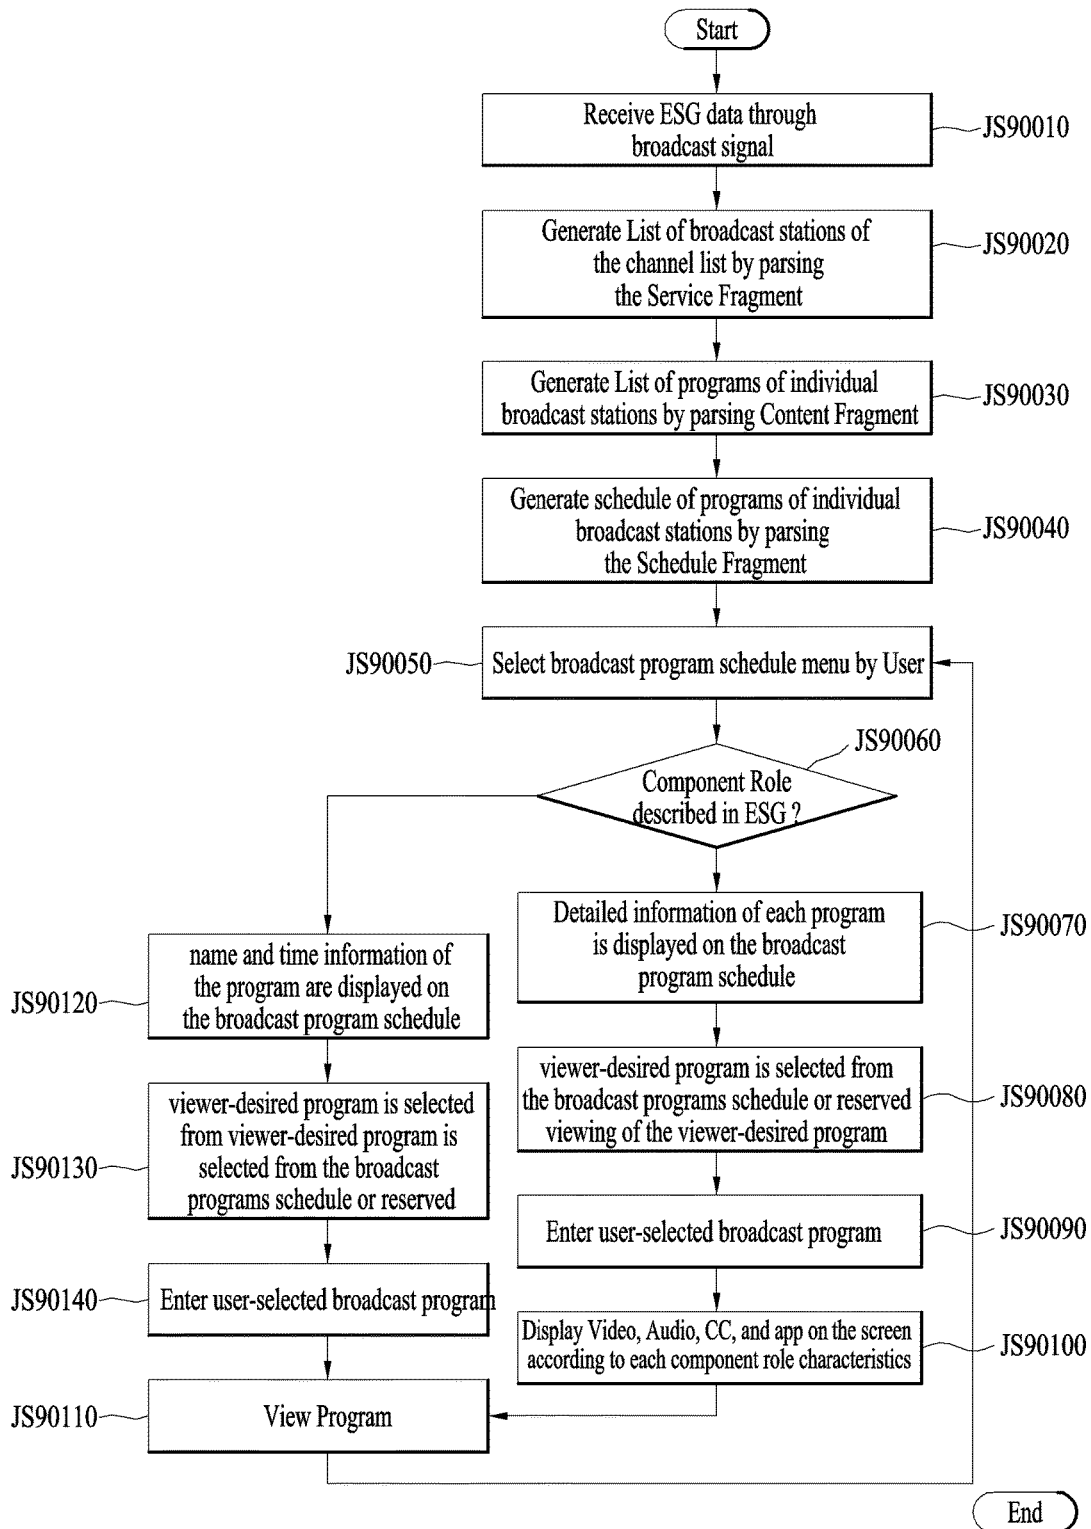 Start
Receive ESG data through
broadcast signal
JS90010
Generate List of broadcast stations of
the channel list by parsing
the Service Fragment
JS90020
Generate List of programs of individual
broadcast stations by parsing Content Fragment
JS90030
Generate schedule of programs of individual
broadcast stations by parsing
the Schedule Fragment
JS90040
JS90050
Select broadcast program schedule menu by User
JS90060
Component Role
described in ESG ?
Detailed information of each program
is displayed on the broadcast
program schedule
JS90070
JS90120
name and time information of
the program are displayed on
the broadcast program schedule
viewer-desired program is selected from
the broadcast programs schedule or reserved
viewing of the viewer-desired program
JS90080
JS90130
viewer-desired program is selected
from viewer-desired program is
selected from the broadcast
programs schedule or reserved
Enter user-selected broadcast program
JS90090
JS90140
Enter user-selected broadcast program
Display Video, Audio, CC, and app on the screen
according to each component role characteristics
JS90100
JS90110
View Program
End